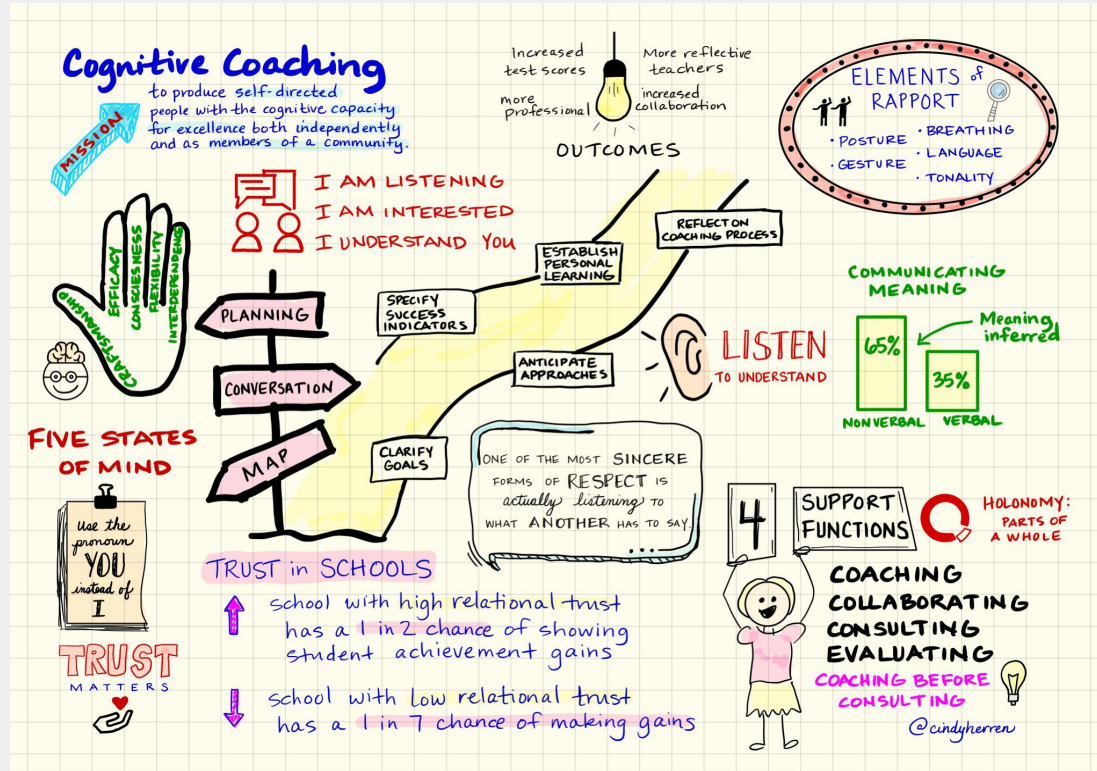 Cognitive Coaching
MISSION
to produce self-directed
people with the cognitive capacity
for excellence both independently
and as members of a community.
Increased
test scores
More reflective
teachers
more
professional
increased
collaboration
OUTCOMES
ELEMENTS of
RAPPORT
• POSTURE
• GESTURE
• BREATHING
• LANGUAGE
• TONALITY
I AM LISTENING
I AM INTERESTED
I UNDERSTAND YOU
CRAFTSMANSHIP
EFFICACY
CONSCIESNESS
FLEXIBILITY
INTERDEPENDENCE
FIVE STATES
OF MIND
PLANNING
CONVERSATION
MAP
CLARIFY
GOALS
SPECIFY
SUCCESS
INDICATORS
ANTICIPATE
APPROACHES
ESTABLISH
PERSONAL
LEARNING
REFLECT ON
COACHING PROCESS
LISTEN
TO UNDERSTAND
COMMUNICATING
MEANING
Meaning
inferred
65%
35%
NONVERBAL
VERBAL
ONE OF THE MOST SINCERE
FORMS OF RESPECT IS
actually listening TO
WHAT ANOTHER HAS TO SAY.
use the
pronoun
YOU
instead of
I
TRUST
MATTERS
TRUST in SCHOOLS
school with high relational trust
has a 1 in 2 chance of showing
student achievement gains
school with Low relational trust
has a 1 in 7 chance of making gains
4
SUPPORT
FUNCTIONS
HOLONOMY:
PARTS OF
A WHOLE
COACHING
COLLABORATING
CONSULTING
EVALUATING
COACHING BEFORE
CONSULTING
@cindyherren